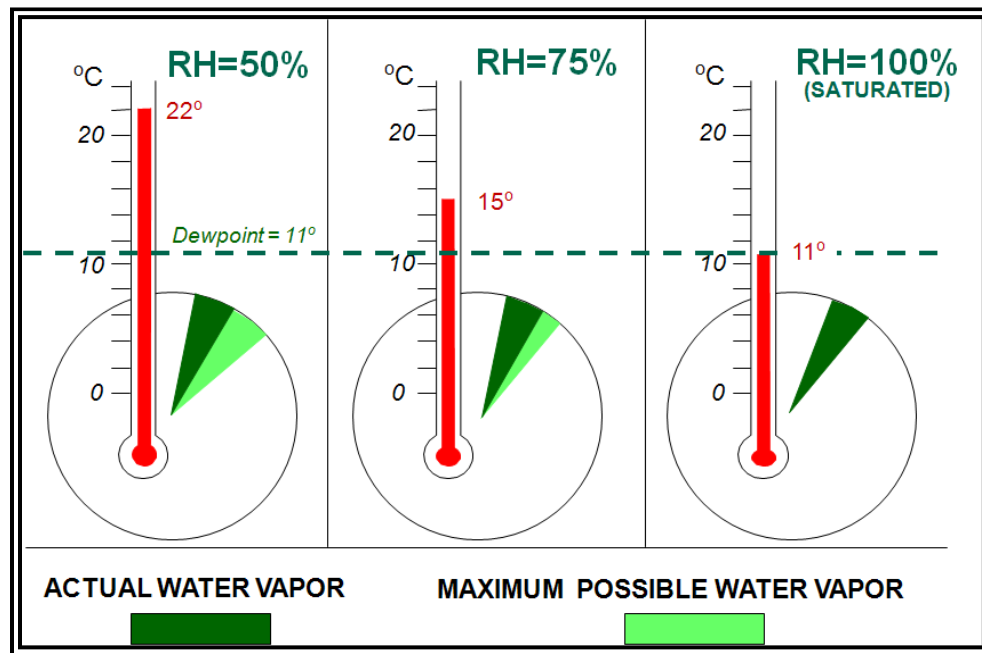 RH=50%
°C
22°
20
Dewpoint = 11°
10
0
RH=75%
°C
20
15°
10
0
RH=100%
(SATURATED)
°C
20
11°
10
0
ACTUAL WATER VAPOR
MAXIMUM POSSIBLE WATER VAPOR